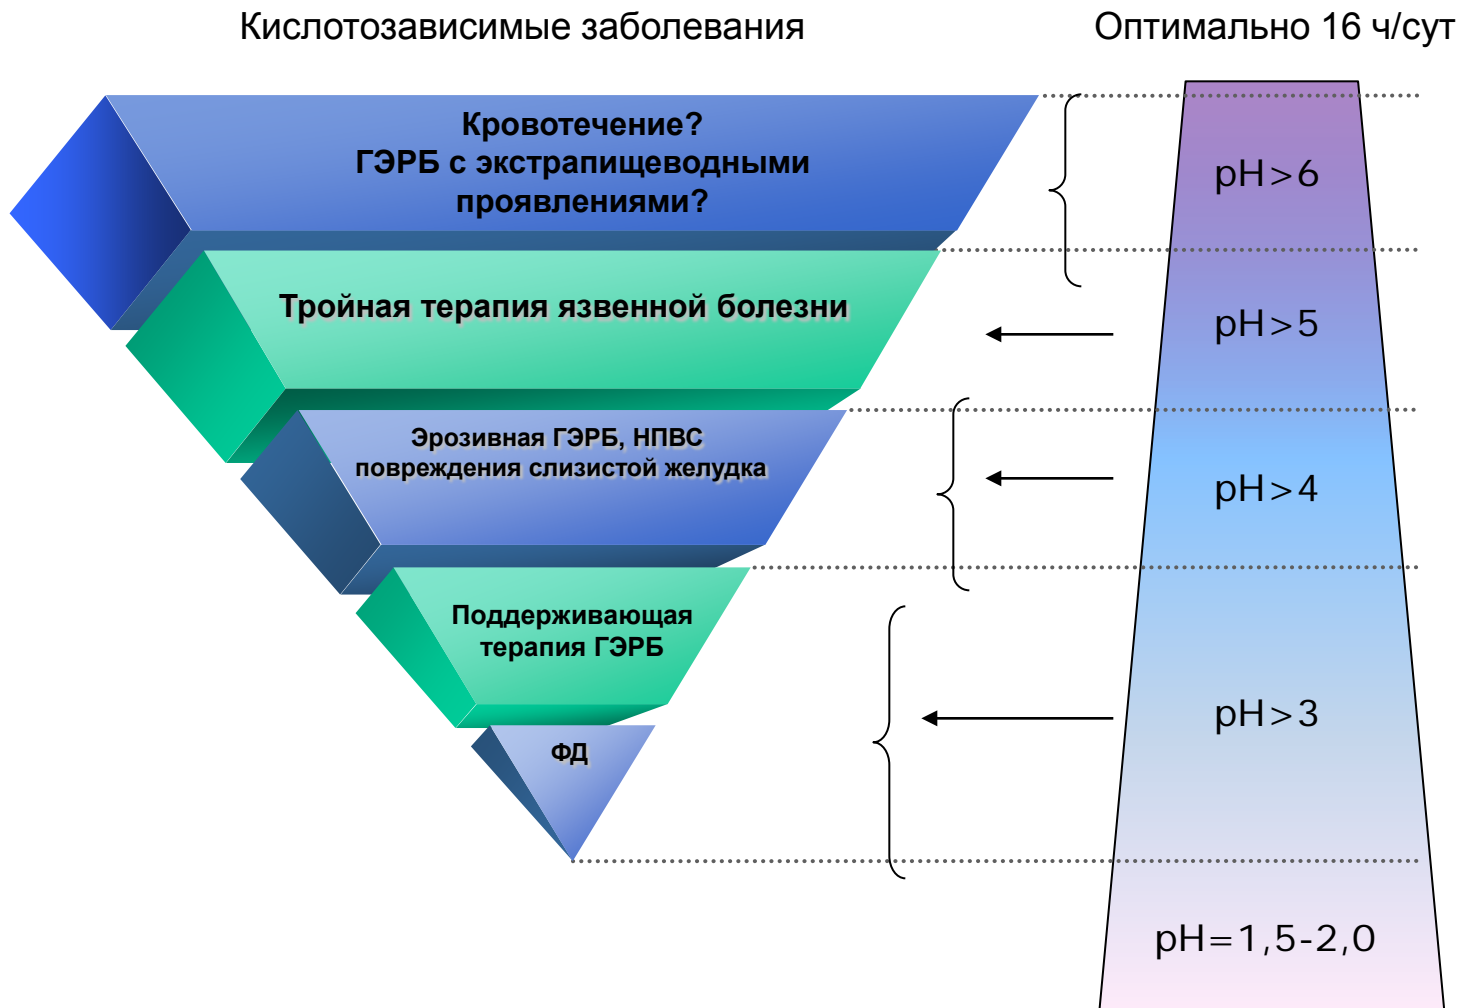 Кислотозависимые заболевания
Оптимально 16 ч/сут
Кровотечение?
ГЭРБ с экстрапищеводными
проявлениями?
pH>6
Тройная терапия язвенной болезни
pH>5
Эрозивная ГЭРБ, НПВС
повреждения слизистой желудка
pH>4
Поддерживающая
терапия ГЭРБ
pH>3
ФД
pH=1,5-2,0